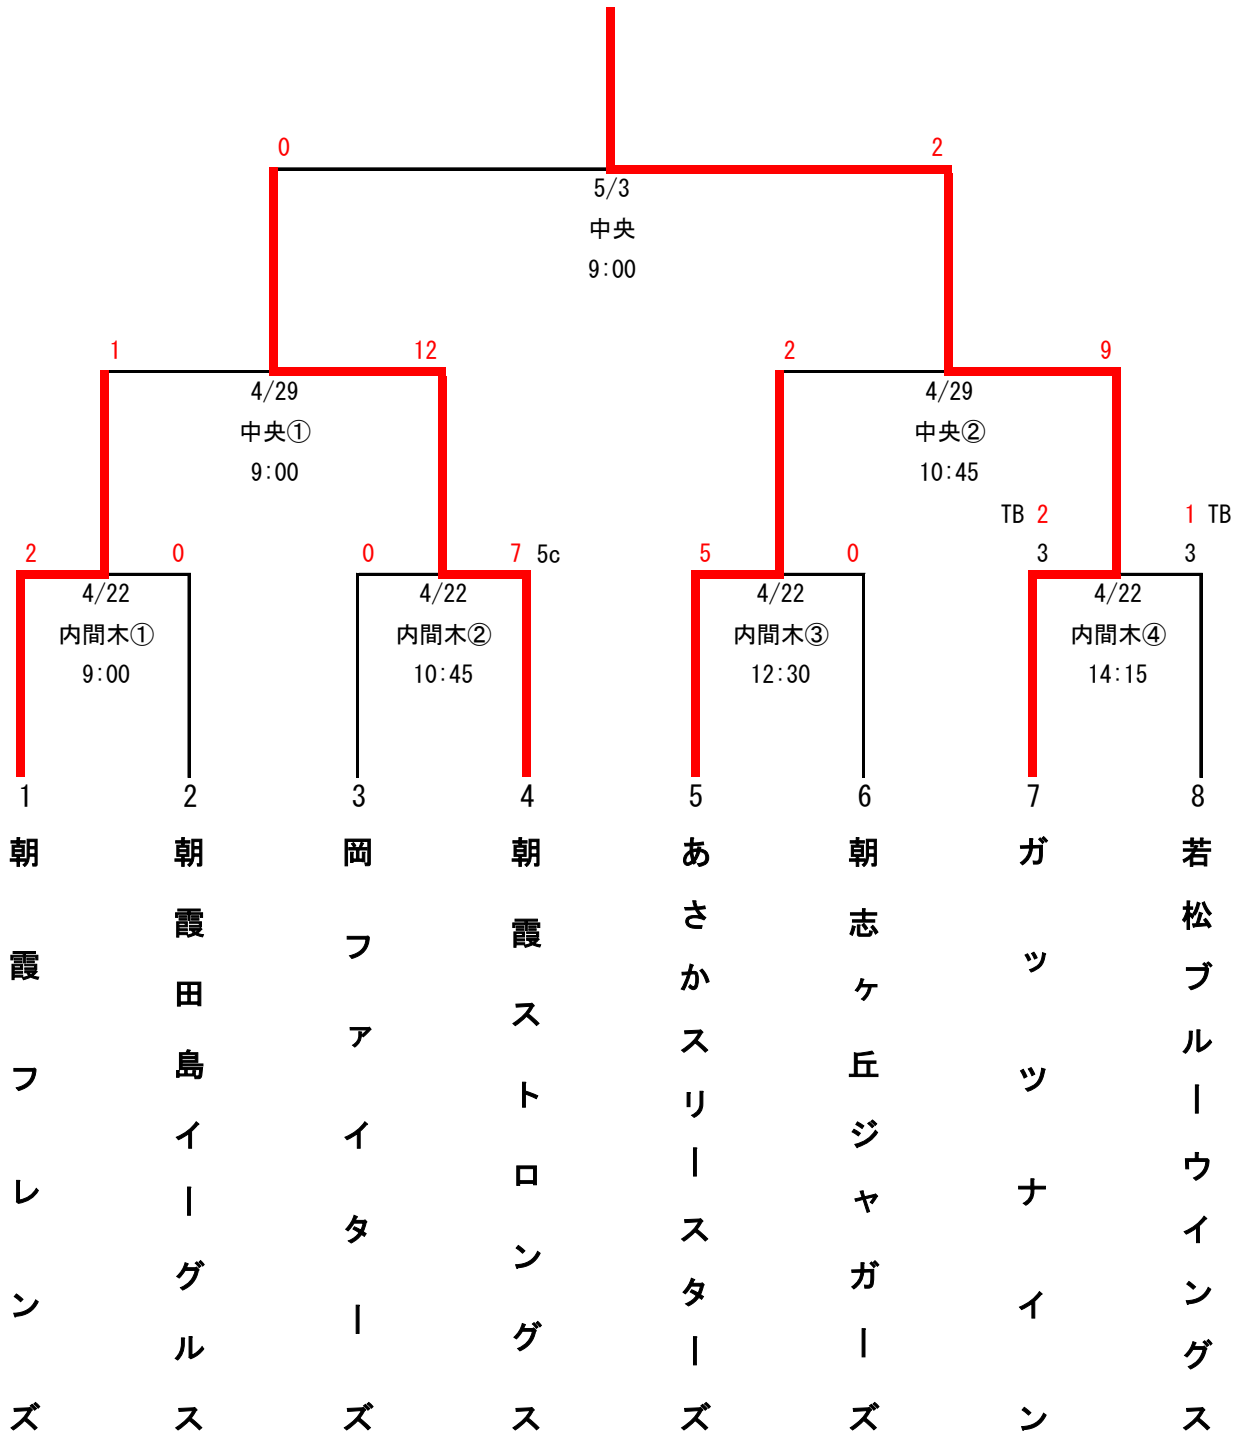 0 2
5/3
中央
9:00
1 12 2 9
4/29 4/29
中央① 中央②
9:00 10:45
TB 2 1 TB
2 0 0 7 5c 5 0 3 3
4/22 4/22 4/22 4/22
内間木① 内間木② 内間木③ 内間木④
9:00 10:45 12:30 14:15
1 2 3 4 5 6 7 8
朝霞フレンズ
朝霞田島イーグルス
岡ファイターズ
朝霞ストロングス
あさかスリースターズ
朝志ヶ丘ジャガーズ
ガッツナイン
若松ブルーウイングス